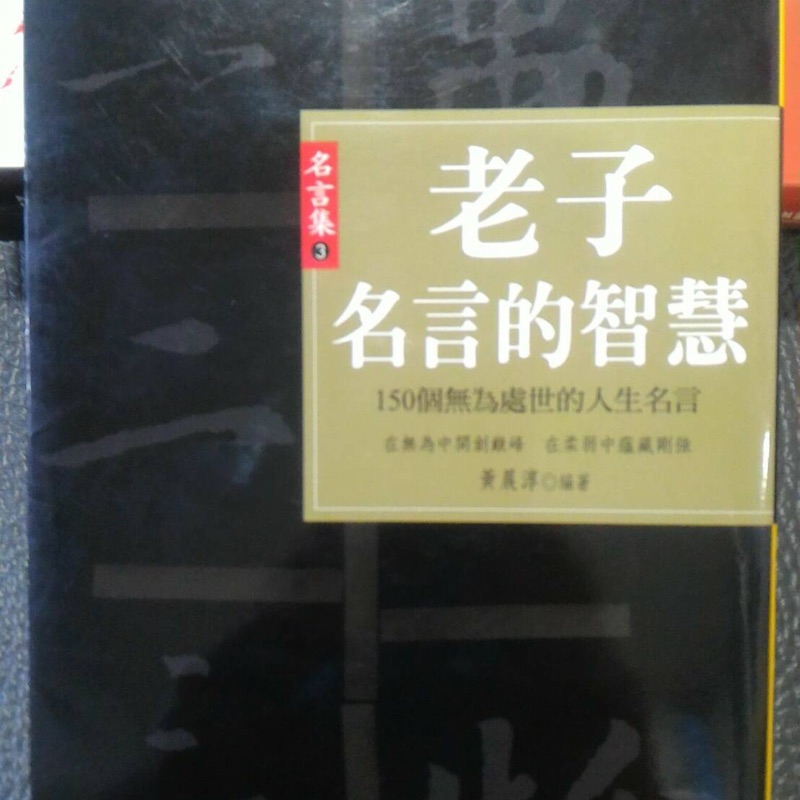 名言集
3
老子
名言的智慧
150個無為處世的人生名言
在無為中開創巔峰 在柔弱中蘊藏剛強
黃晨淳◎編著